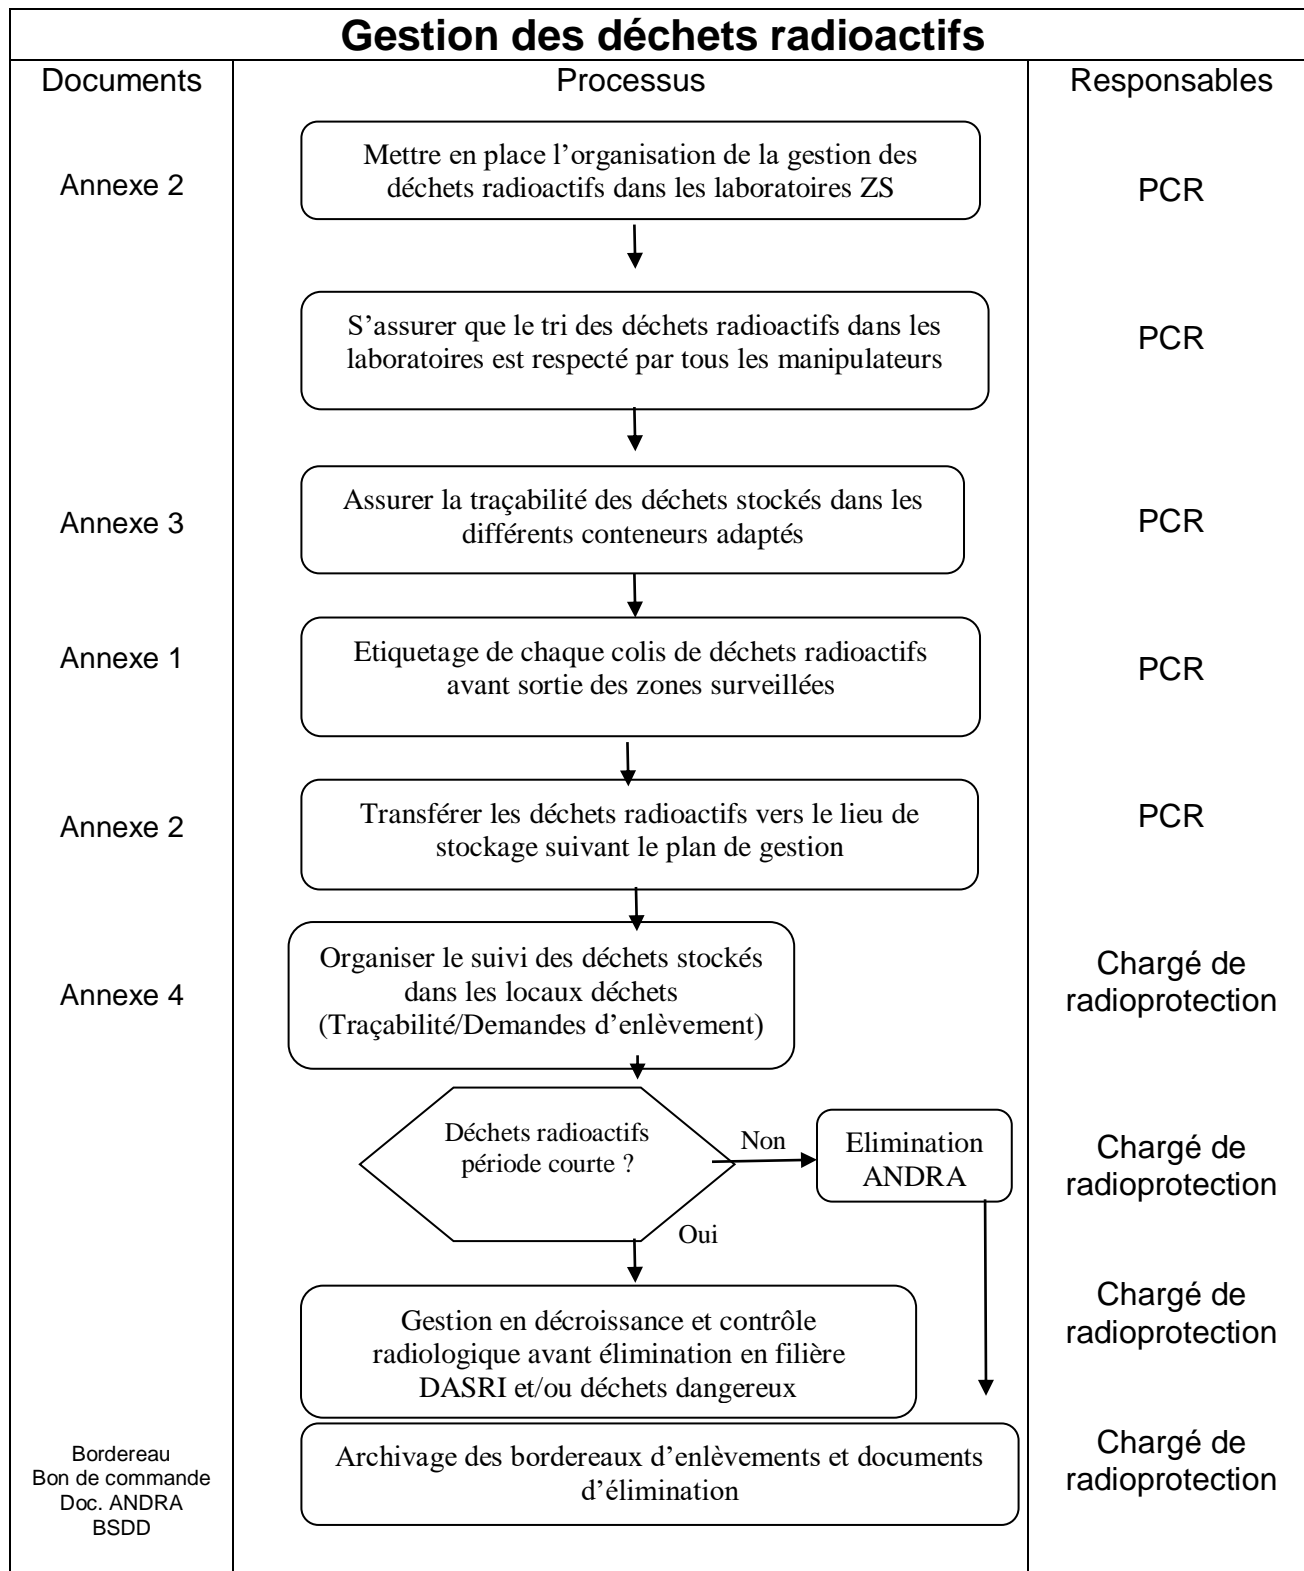 Gestion des déchets radioactifs
Documents
Processus
Responsables
Annexe 2
Mettre en place l’organisation de la gestion des
déchets radioactifs dans les laboratoires ZS
PCR
S’assurer que le tri des déchets radioactifs dans les
laboratoires est respecté par tous les manipulateurs
PCR
Annexe 3
Assurer la traçabilité des déchets stockés dans les
différents conteneurs adaptés
PCR
Annexe 1
Etiquetage de chaque colis de déchets radioactifs
avant sortie des zones surveillées
PCR
Annexe 2
Transférer les déchets radioactifs vers le lieu de
stockage suivant le plan de gestion
PCR
Annexe 4
Organiser le suivi des déchets stockés
dans les locaux déchets
(Traçabilité/Demandes d’enlèvement)
Chargé de
radioprotection
Déchets radioactifs
période courte ?
Non
Elimination
ANDRA
Chargé de
radioprotection
Oui
Gestion en décroissance et contrôle
radiologique avant élimination en filière
DASRI et/ou déchets dangereux
Chargé de
radioprotection
Bordereau
Bon de commande
Doc. ANDRA
BSDD
Archivage des bordereaux d’enlèvements et documents
d’élimination
Chargé de
radioprotection